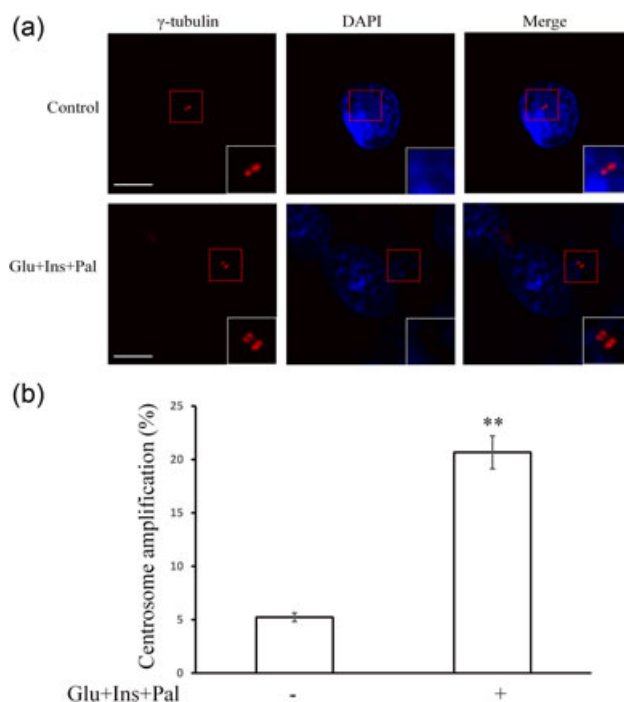 (a)
γ-tubulin DAPI Merge
Control
Glu+Ins+Pal
(b)
Centrosome amplification (%)
25
20
15
10
5
0
**
Glu+Ins+Pal - +